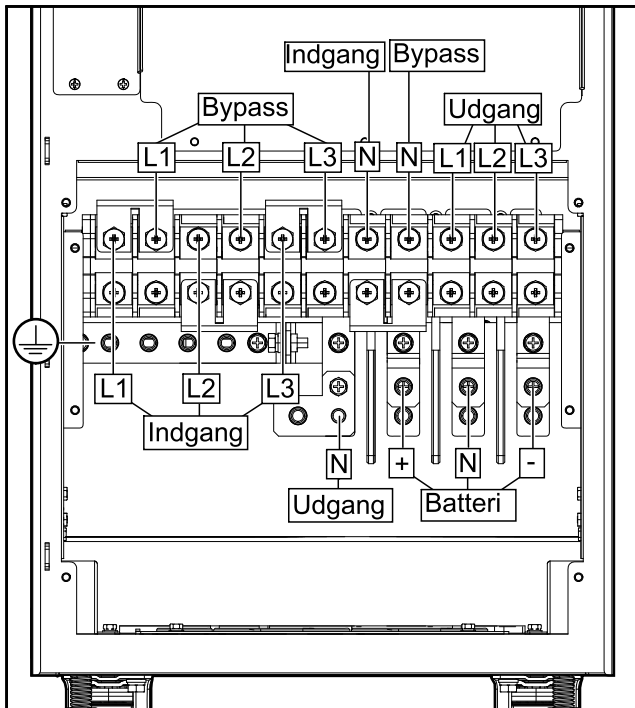 Indgang Bypass
Bypass Udgang
L1 L2 L3 N N L1 L2 L3
L1 L2 L3
Indgang
N + N -
Udgang Batteri